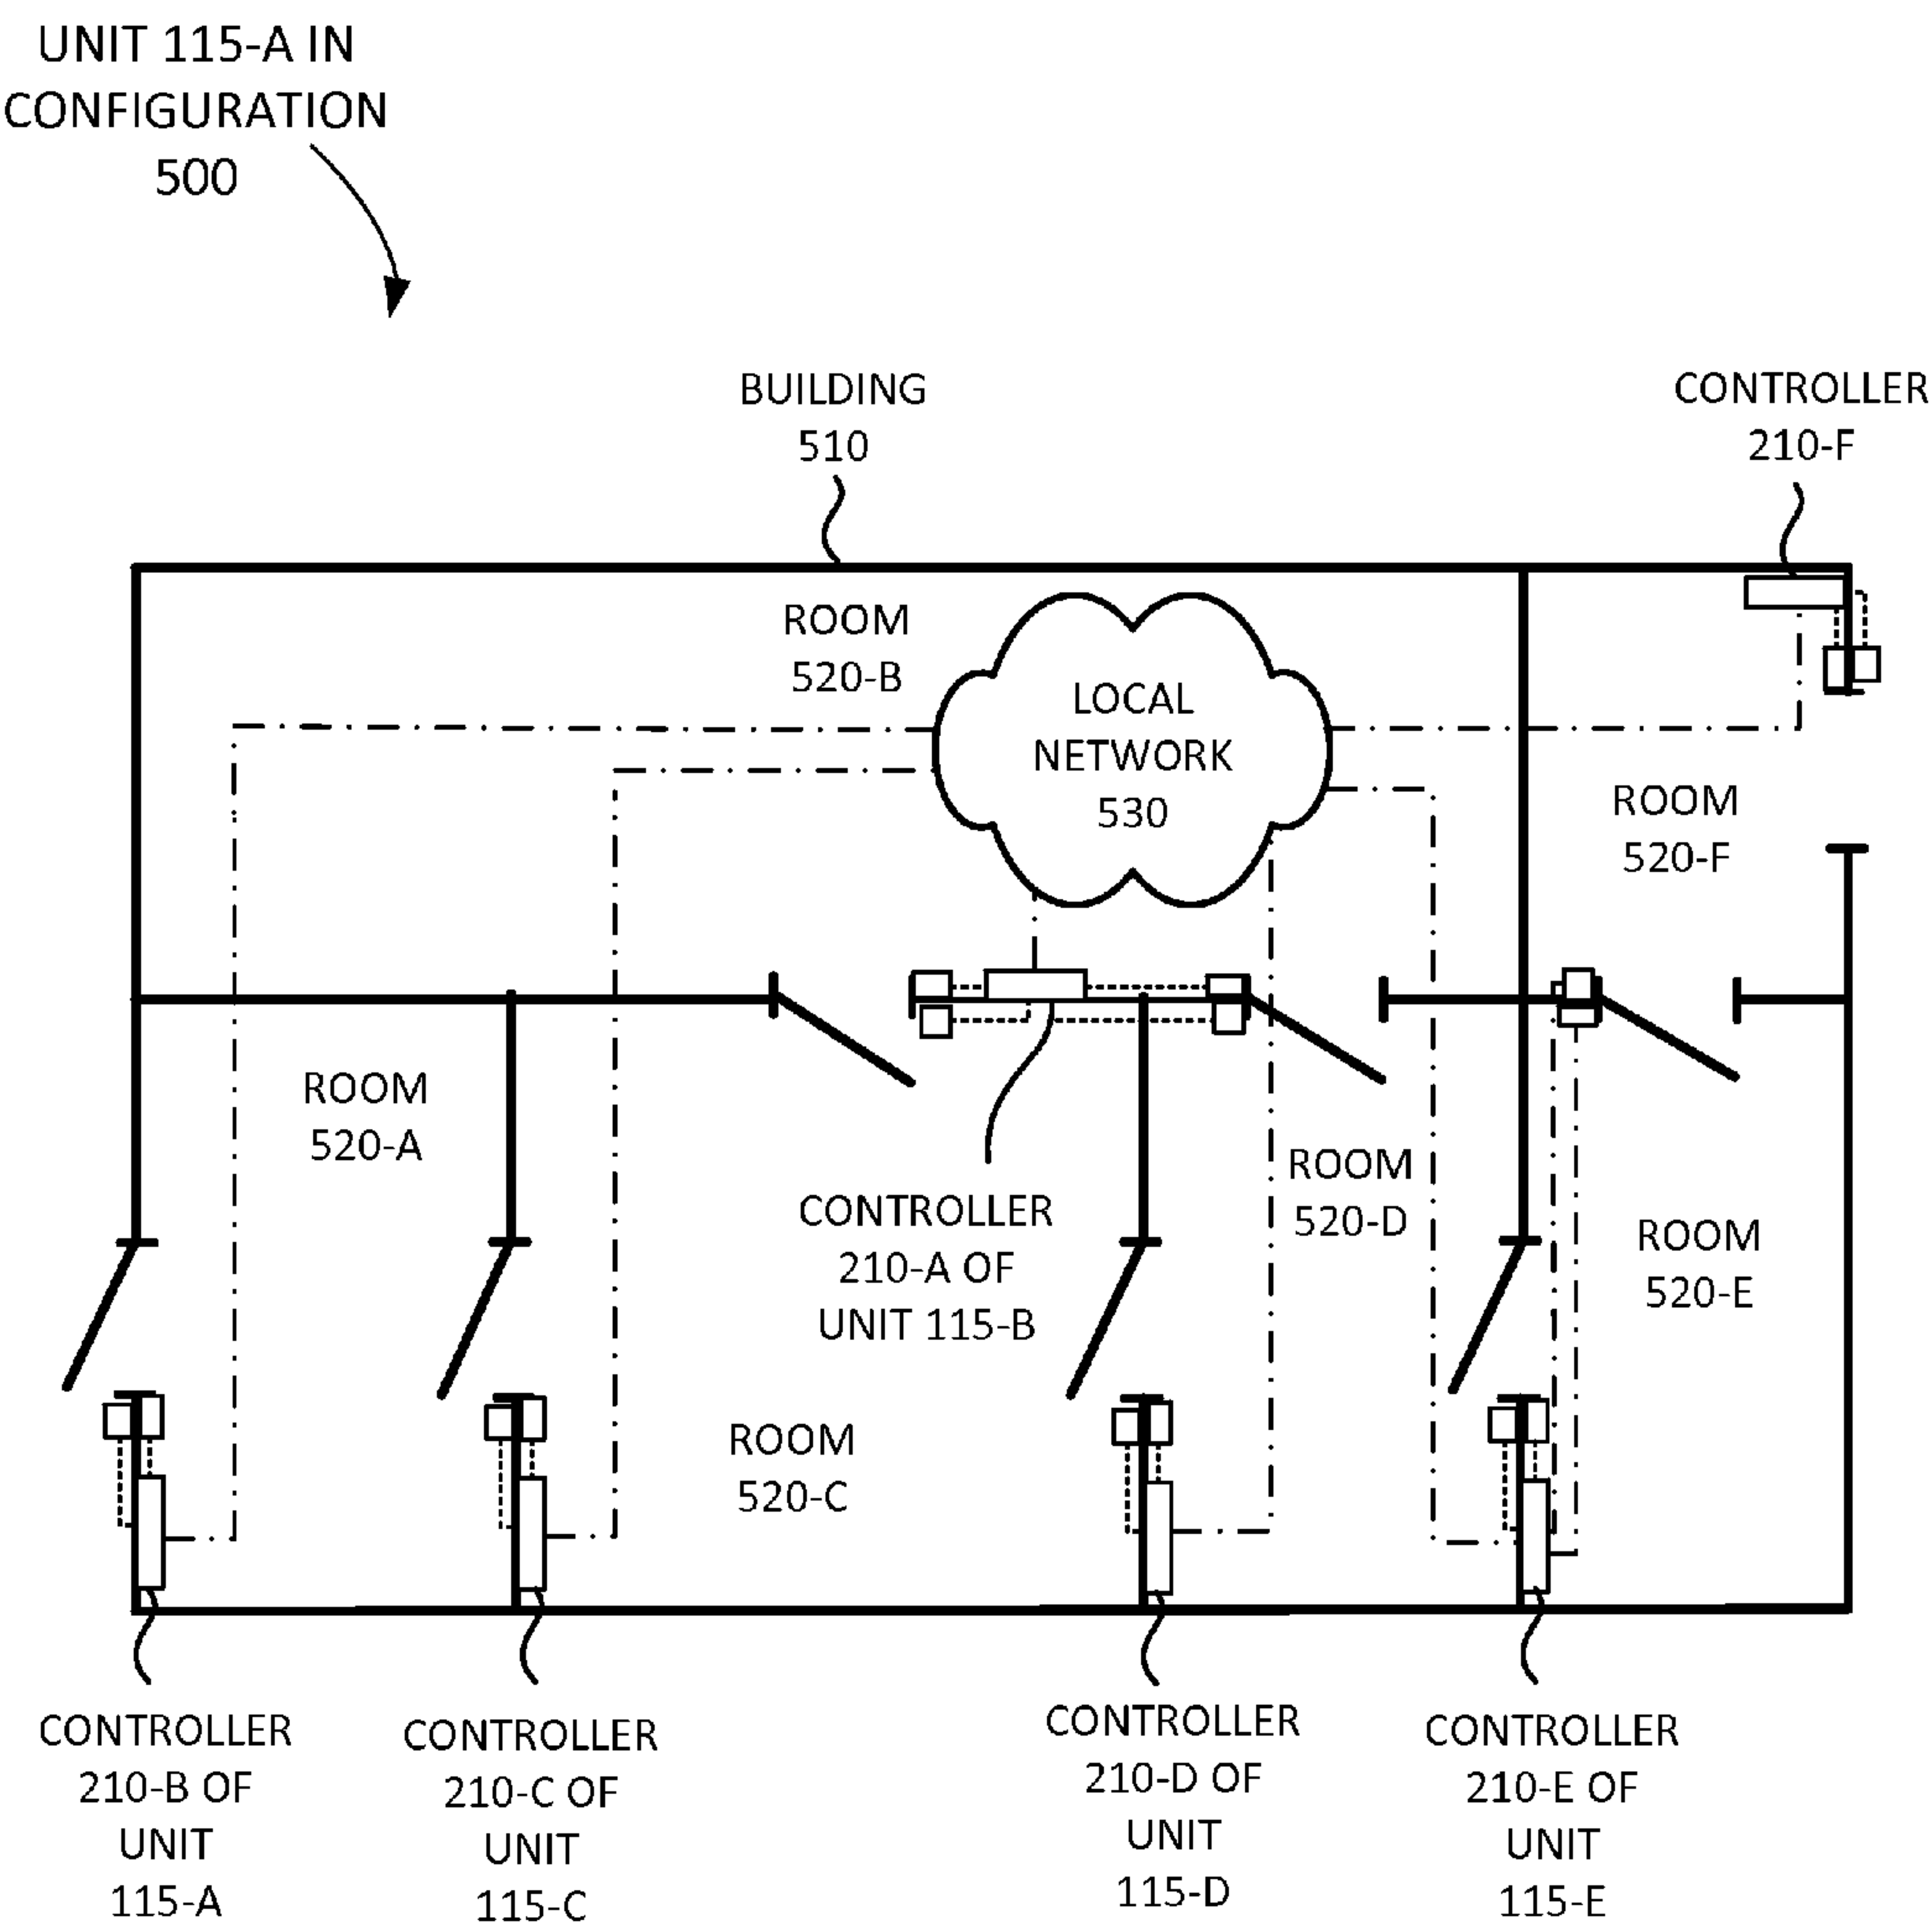 UNIT 115-A IN
CONFIGURATION
500
BUILDING
510
CONTROLLER
210-F
ROOM
520-B
LOCAL
NETWORK
530
ROOM
520-F
ROOM
520-A
CONTROLLER
210-A OF
UNIT 115-B
ROOM
520-D
ROOM
520-E
ROOM
520-C
CONTROLLER
210-B OF
UNIT
115-A
CONTROLLER
210-C OF
UNIT
115-C
CONTROLLER
210-D OF
UNIT
115-D
CONTROLLER
210-E OF
UNIT
115-E